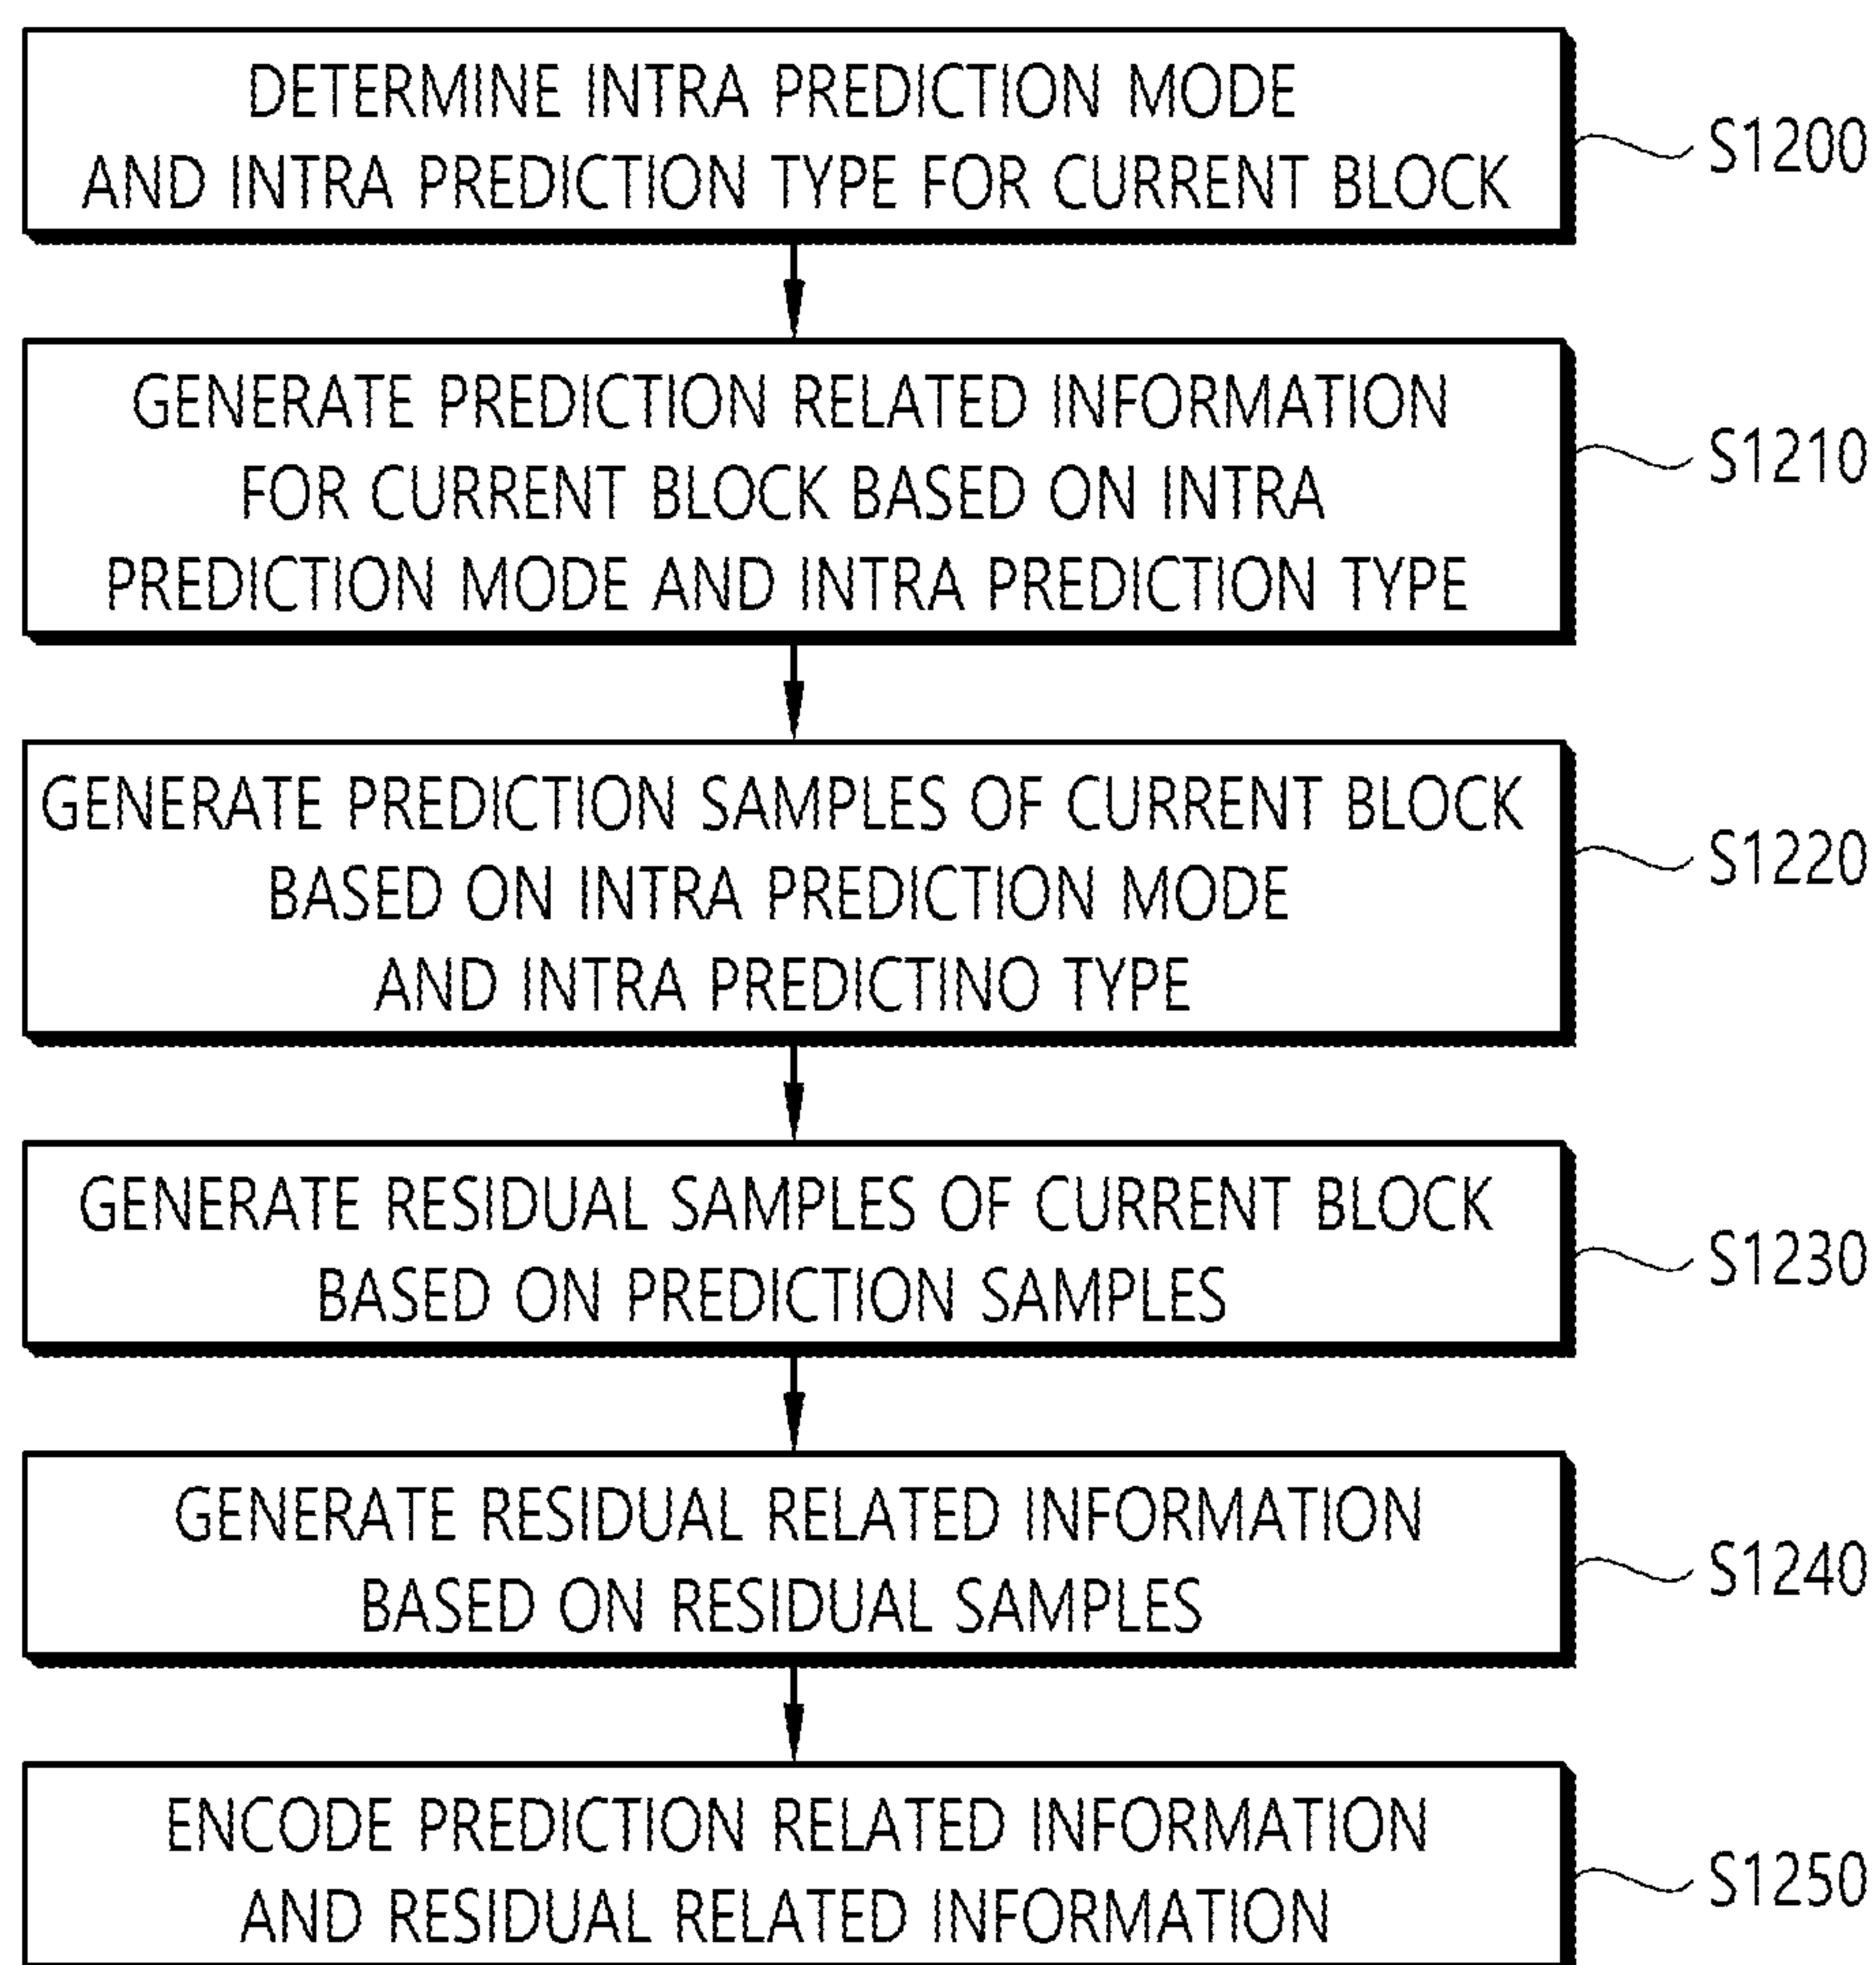 DETERMINE INTRA PREDICTION MODE
AND INTRA PREDICTION TYPE FOR CURRENT BLOCK
S1200
GENERATE PREDICTION RELATED INFORMATION
FOR CURRENT BLOCK BASED ON INTRA
PREDICTION MODE AND INTRA PREDICTION TYPE
S1210
GENERATE PREDICTION SAMPLES OF CURRENT BLOCK
BASED ON INTRA PREDICTION MODE
AND INTRA PREDICTINO TYPE
S1220
GENERATE RESIDUAL SAMPLES OF CURRENT BLOCK
BASED ON PREDICTION SAMPLES
S1230
GENERATE RESIDUAL RELATED INFORMATION
BASED ON RESIDUAL SAMPLES
S1240
ENCODE PREDICTION RELATED INFORMATION
AND RESIDUAL RELATED INFORMATION
S1250